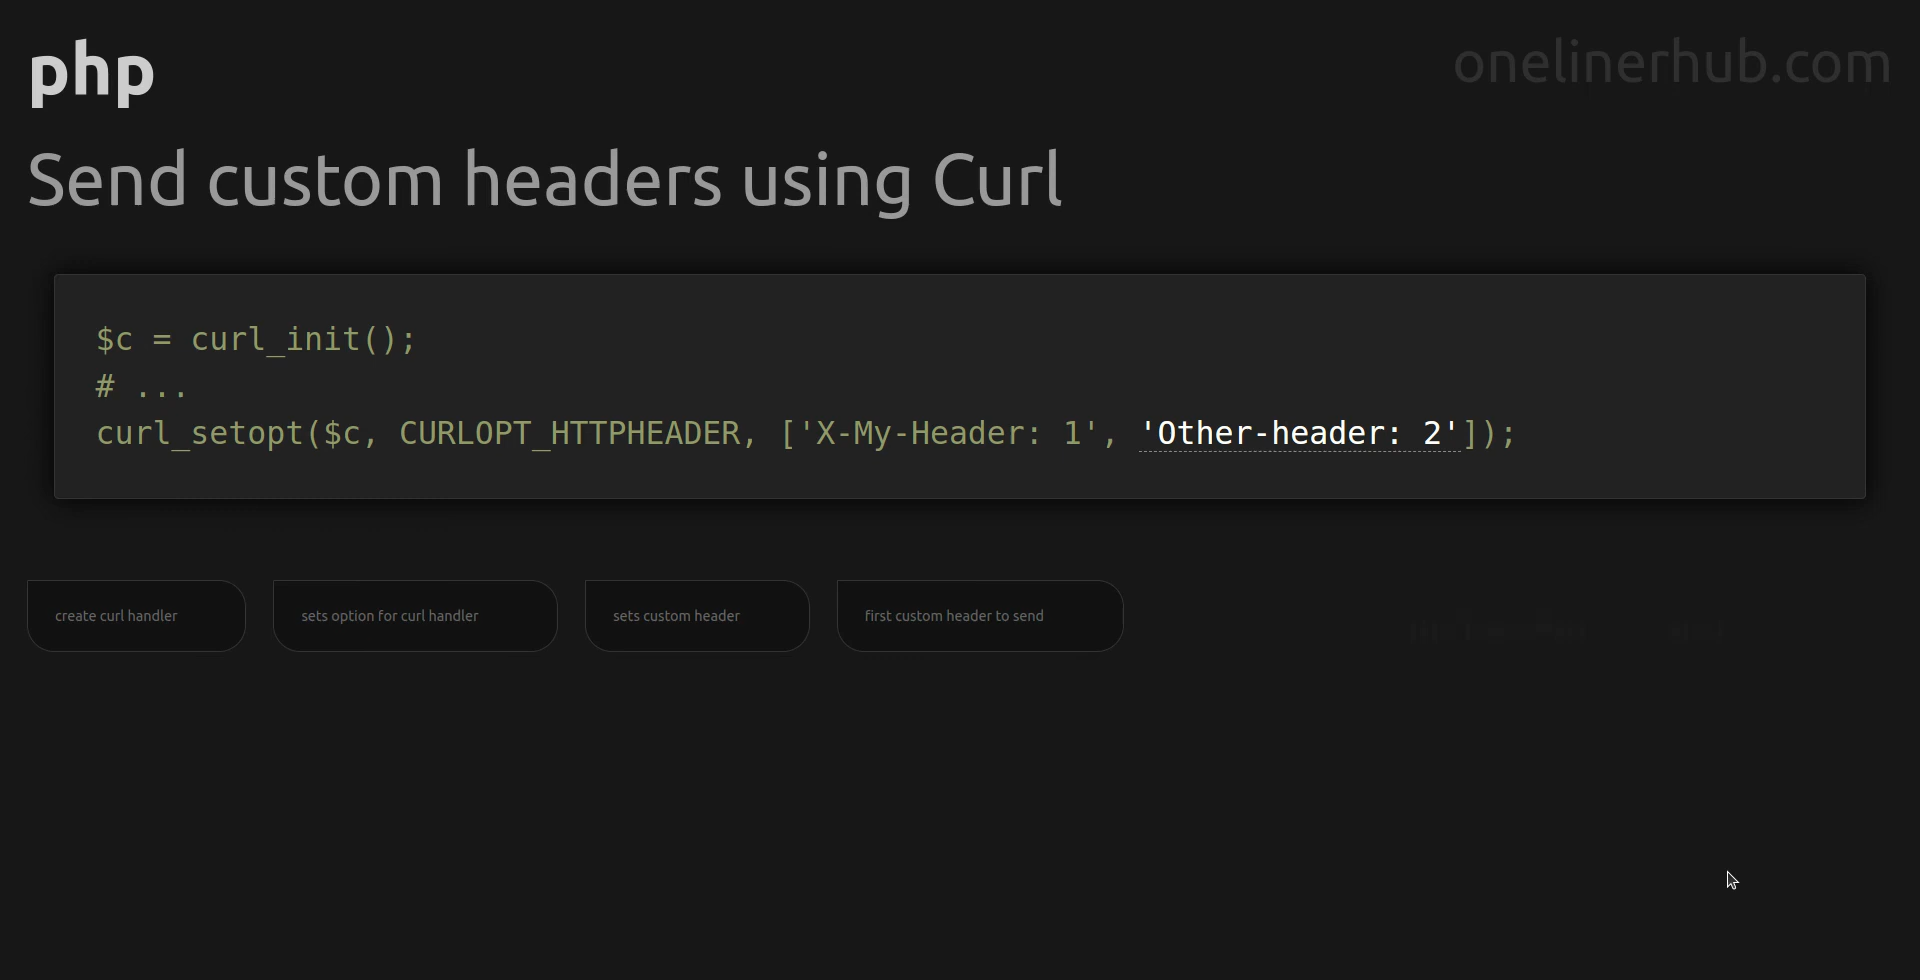 php
onelinerhub.com
Send custom headers using Curl
$c = curl_init();
# ...
curl_setopt($c, CURLOPT_HTTPHEADER, ['X-My-Header: 1', 'Other-header: 2']);
create curl handler
sets option for curl handler
sets custom header
first custom header to send